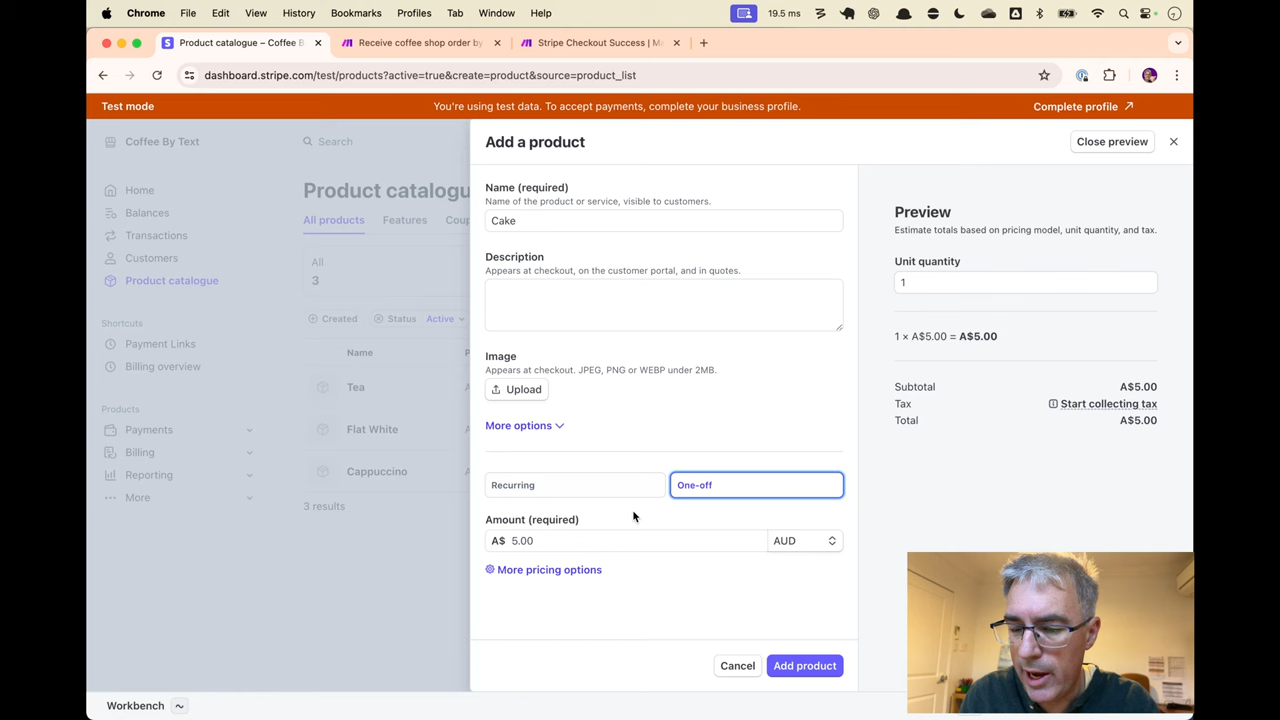 Chrome File Edit View History Bookmarks Profiles Tab Window Help 19.5 ms
Product catalogue – Coffee B Receive coffee shop order by Stripe Checkout Success | M
dashboard.stripe.com/test/products?active=true&create=product&source=product_list
Test mode You're using test data. To accept payments, complete your business profile. Complete profile
Coffee By Text
Search
Home
Balances
Transactions
Customers
Product catalogue
Shortcuts
Payment Links
Billing overview
Products
Payments
Billing
Reporting
More
Product catalogu
All products Features Coup
All
3
Created Status Active
Name P
Tea A
Flat White A
Cappuccino A
3 results
Add a product
Close preview
Name (required)
Name of the product or service, visible to customers.
Cake
Description
Appears at checkout, on the customer portal, and in quotes.
Image
Appears at checkout. JPEG, PNG or WEBP under 2MB.
Upload
More options
Recurring One-off
Amount (required)
A$ 5.00 AUD
More pricing options
Cancel Add product
Preview
Estimate totals based on pricing model, unit quantity, and tax.
Unit quantity
1
1 × A$5.00 = A$5.00
Subtotal A$5.00
Tax Start collecting tax
Total A$5.00
Workbench